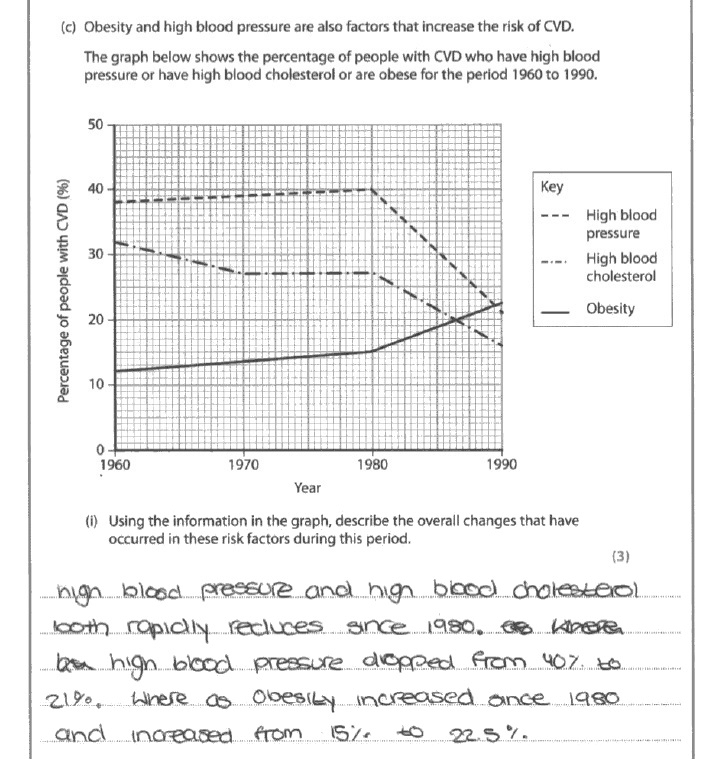 (c) Obesity and high blood pressure are also factors that increase the risk of CVD.
The graph below shows the percentage of people with CVD who have high blood
pressure or have high blood cholesterol or are obese for the period 1960 to 1990.
50
40
30
20
10
0
Percentage of people with CVD (%)
1960 1970 1980 1990
Year
Key
High blood
pressure
High blood
cholesterol
Obesity
(i) Using the information in the graph, describe the overall changes that have
occurred in these risk factors during this period.
(3)
high blood pressure and high blood cholesterol
both rapidly reduces since 1980.
high blood pressure dropped from 40% to
21%. Where as Obesity increased since 1980
and increased from 15% to 22.5%.